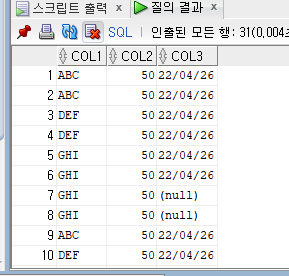 스크립트 출력 × 질의 결과 ×
SQL | 인출된 모든 행: 31(0,004초
COL1 COL2 COL3
1 ABC 50 22/04/26
2 ABC 50 22/04/26
3 DEF 50 22/04/26
4 DEF 50 22/04/26
5 GHI 50 22/04/26
6 GHI 50 22/04/26
7 GHI 50 (null)
8 GHI 50 (null)
9 ABC 50 22/04/26
10 DEF 50 22/04/26